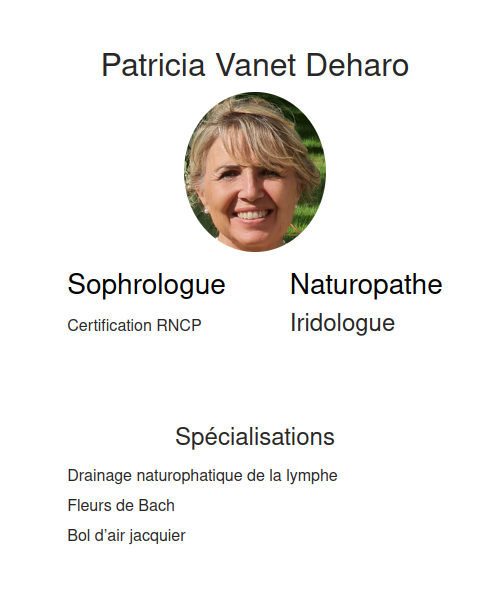 Patricia Vanet Deharo
Sophrologue
Certification RNCP
Naturopathe
Iridologue
Spécialisations
Drainage naturophatique de la lymphe
Fleurs de Bach
Bol d’air jacquier